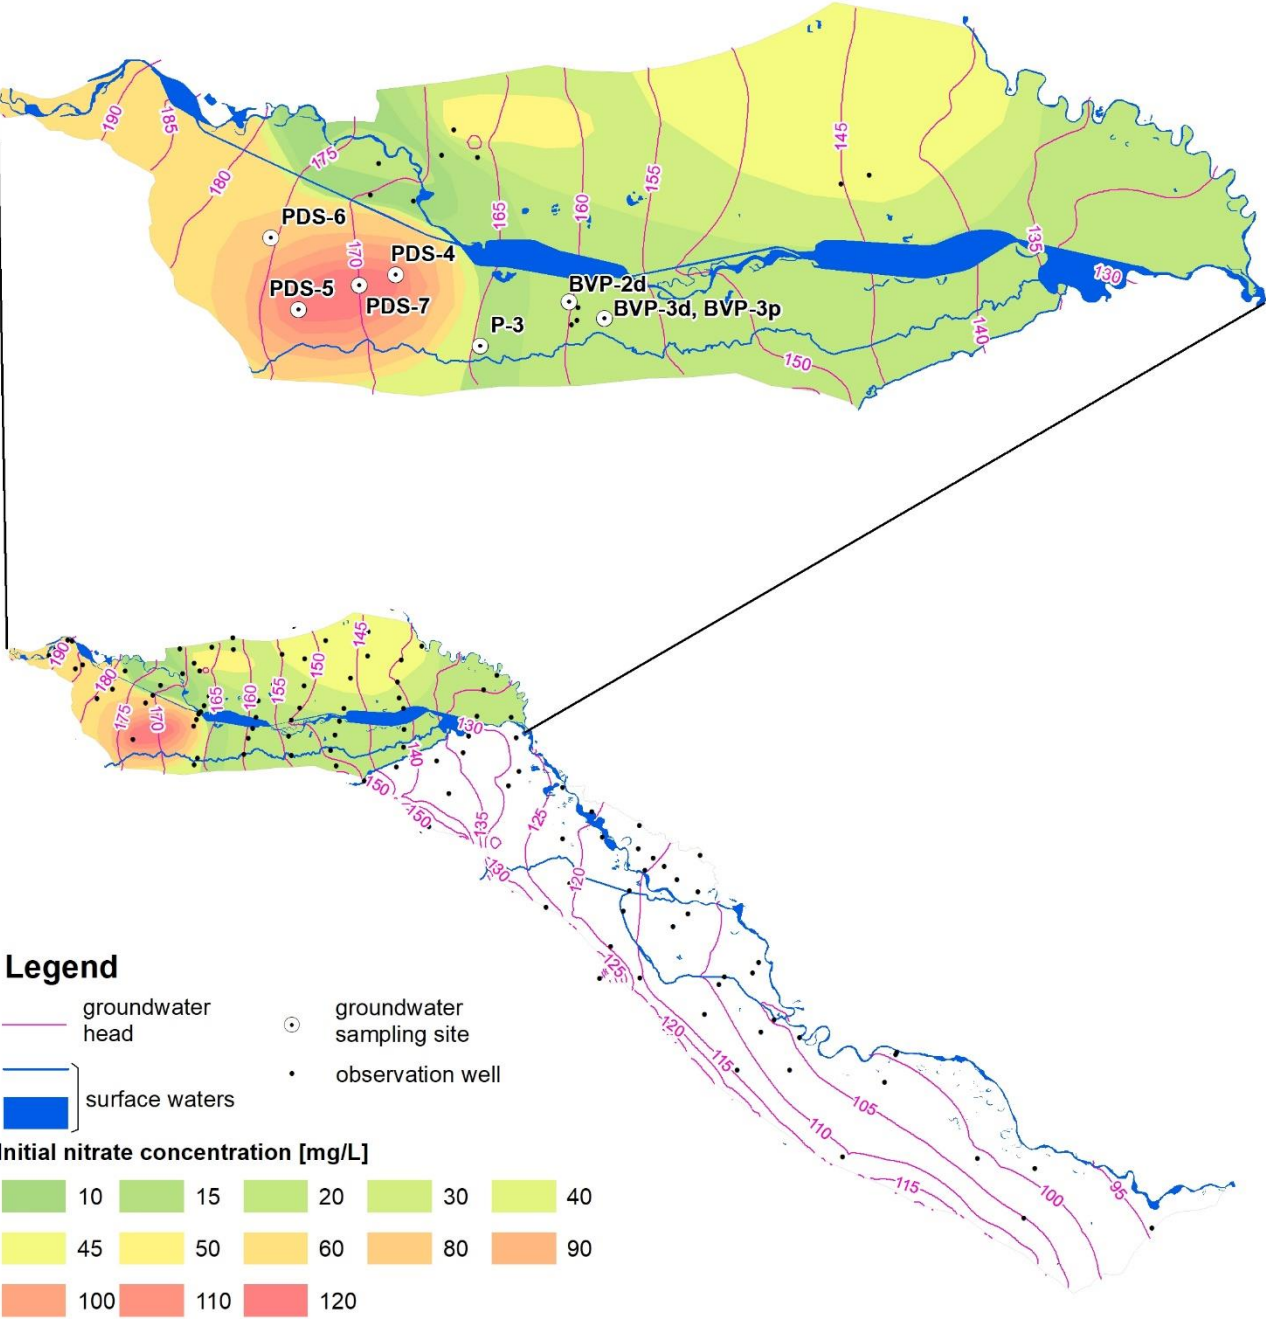 145
190
185
175
180
155
165
160
PDS-6
170
PDS-4
135
130
PDS-5
PDS-7
BVP-2d
BVP-3d, BVP-3p
P-3
140
150
145
190
180
150
165
160
155
175
170
130
140
150
150
135
125
130
120
125
120
115
105
110
115
100
95
Legend
groundwater head
groundwater sampling site
observation well
surface waters
Initial nitrate concentration [mg/L]
10 15 20 30 40
45 50 60 80 90
100 110 120